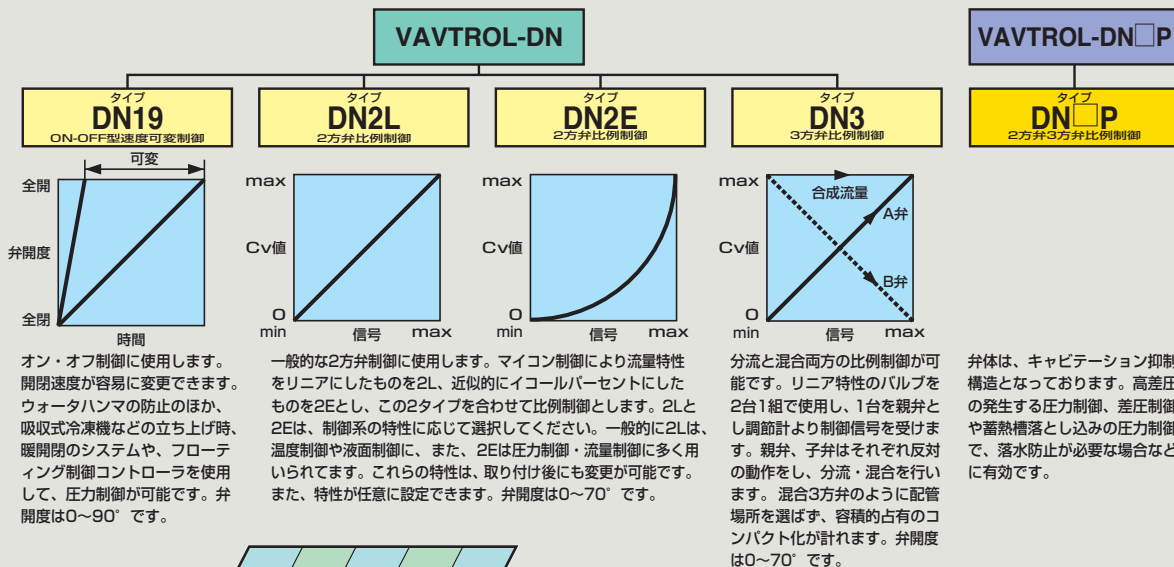 VAVTROL-DN
VAVTROL-DN□P
タイプ
DN19
ON-OFF型速度可変制御
タイプ
DN2L
2方弁比例制御
タイプ
DN2E
2方弁比例制御
タイプ
DN3
3方弁比例制御
タイプ
DN□P
2方弁3方弁比例制御
可変
全開
弁開度
全閉
時間
max
Cv値
0
min
信号
max
max
Cv値
0
min
信号
max
max
合成流量
A弁
Cv値
B弁
0
min
信号
max
オン・オフ制御に使用します。
開閉速度が容易に変更できます。
ウォータハンマの防止のほか、
吸収式冷凍機などの立ち上げ時、
暖開閉のシステムや、フローテ
ィング制御コントローラを使用
して、圧力制御が可能です。弁
開度は0〜90°です。
一般的な2方弁制御に使用します。マイコン制御により流量特性
をリニアにしたものを2L、近似的にイコールパーセントにした
ものを2Eとし、この2タイプを合わせて比例制御とします。2Lと
2Eは、制御系の特性に応じて選択してください。一般的に2Lは、
温度制御や液面制御に、また、2Eは圧力制御・流量制御に多く用
いられてます。これらの特性は、取り付け後にも変更が可能です。
また、特性が任意に設定できます。弁開度は0〜70°です。
分流と混合両方の比例制御が可
能です。リニア特性のバルブを
2台1組で使用し、1台を親弁と
し調節計より制御信号を受けま
す。親弁、子弁はそれぞれ反対
の動作をし、分流・混合を行い
ます。混合3方弁のように配管
場所を選ばず、容積的占有のコ
ンパクト化が計れます。弁開度
は0〜70°です。
弁体は、キャビテーション抑制
構造となっております。高差圧
の発生する圧力制御、差圧制御
や蓄熱槽落とし込みの圧力制御
で、落水防止が必要な場合など
に有効です。